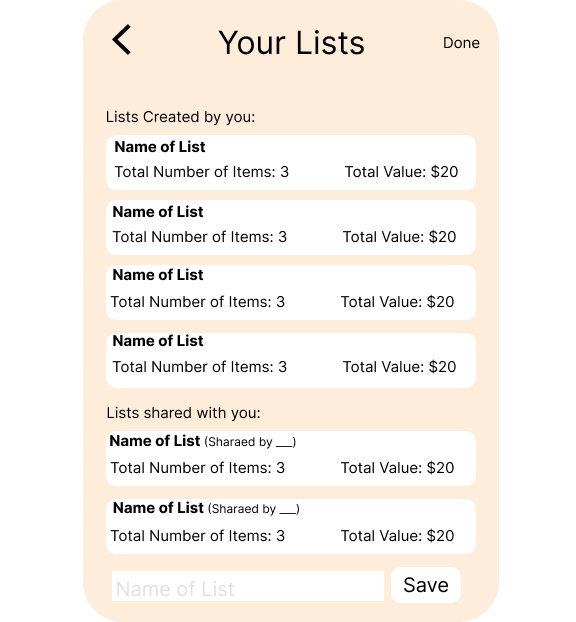 Your Lists
Done
Lists Created by you:
Name of List
Total Number of Items: 3 Total Value: $20
Name of List
Total Number of Items: 3 Total Value: $20
Name of List
Total Number of Items: 3 Total Value: $20
Name of List
Total Number of Items: 3 Total Value: $20
Lists shared with you:
Name of List (Sharaed by ___)
Total Number of Items: 3 Total Value: $20
Name of List (Sharaed by ___)
Total Number of Items: 3 Total Value: $20
Name of List
Save